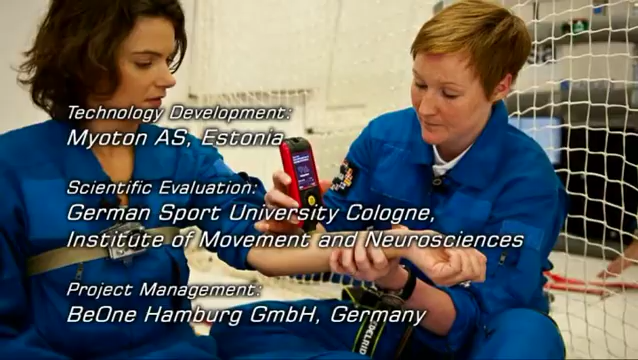 Technology Development:
Myoton AS, Estonia
Scientific Evaluation:
German Sport University Cologne,
Institute of Movement and Neurosciences
Project Management:
BeOne Hamburg GmbH, Germany
EDELRID